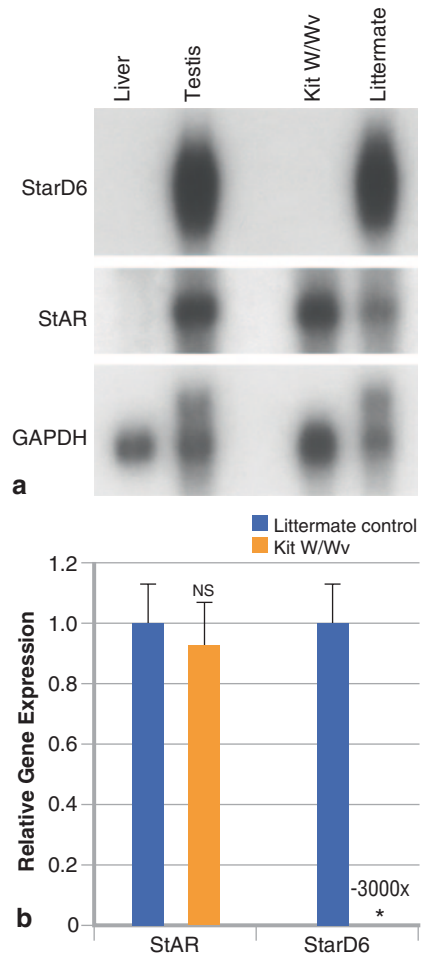 Liver
Testis
Kit W/Wv
Littermate
StarD6
StAR
GAPDH
a
Littermate control
Kit W/Wv
1.2
1.0
0.8
0.6
0.4
0.2
0
Relative Gene Expression
NS
-3000x
*
b
StAR
StarD6